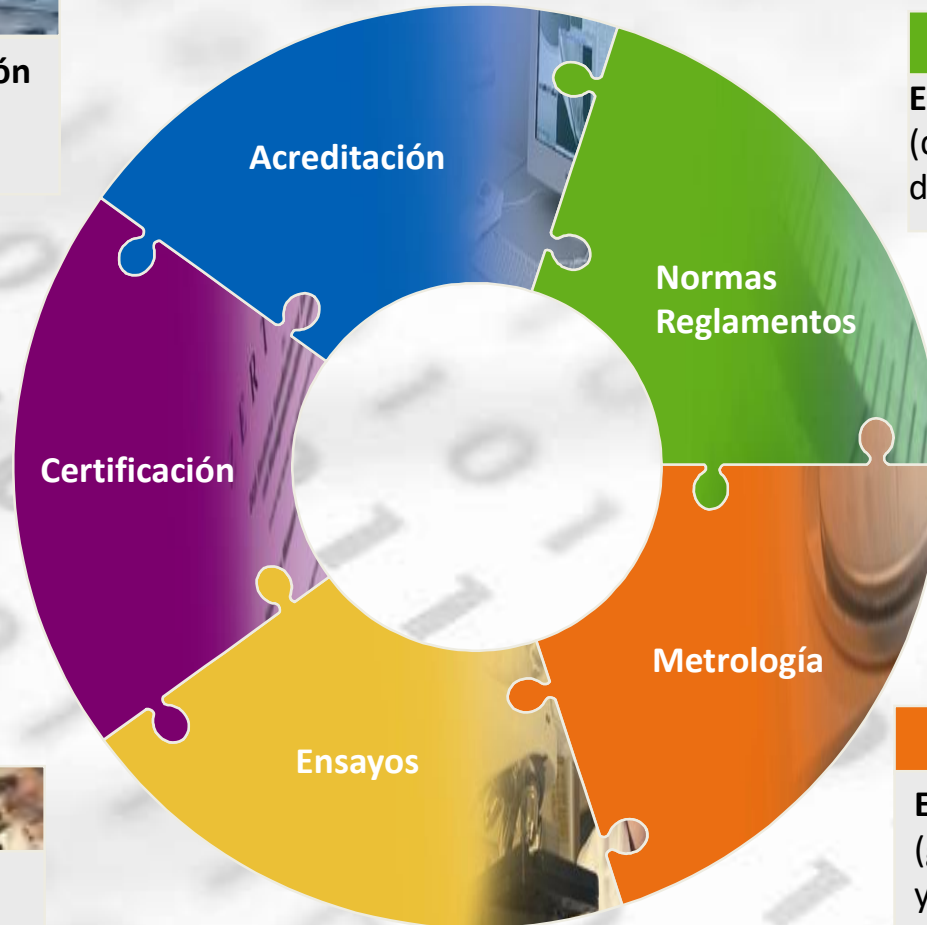 Acreditación
Normas
Reglamentos
Certificación
Metrología
Ensayos